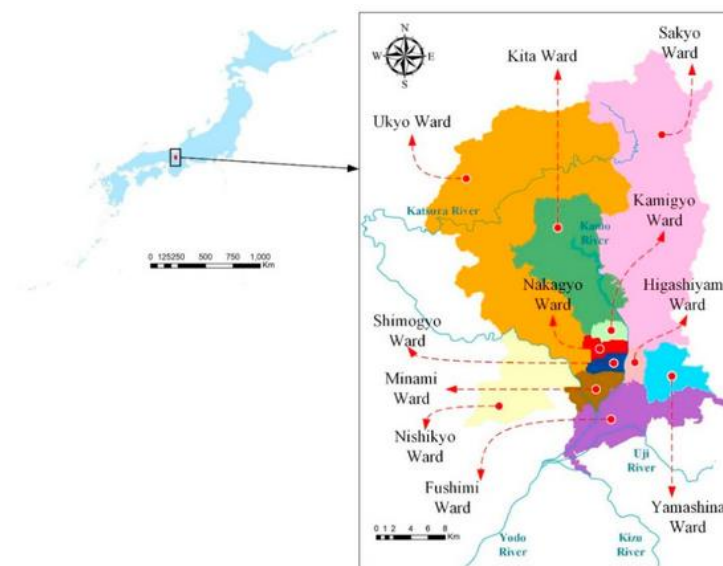 N
W
E
S
Kita Ward
Sakyo
Ward
Ukyo Ward
Kamigyo
Ward
Katsura River
Kamo
River
Nakagyo
Ward
Higashiyam
Ward
Shimogyo
Ward
Minami
Ward
Nishikyo
Ward
Fushimi
Ward
Uji
River
Yamashina
Ward
Yodo
River
Kizu
River
0 125250 500 750 1,000
Km
0 1 2 4 6 8
Km